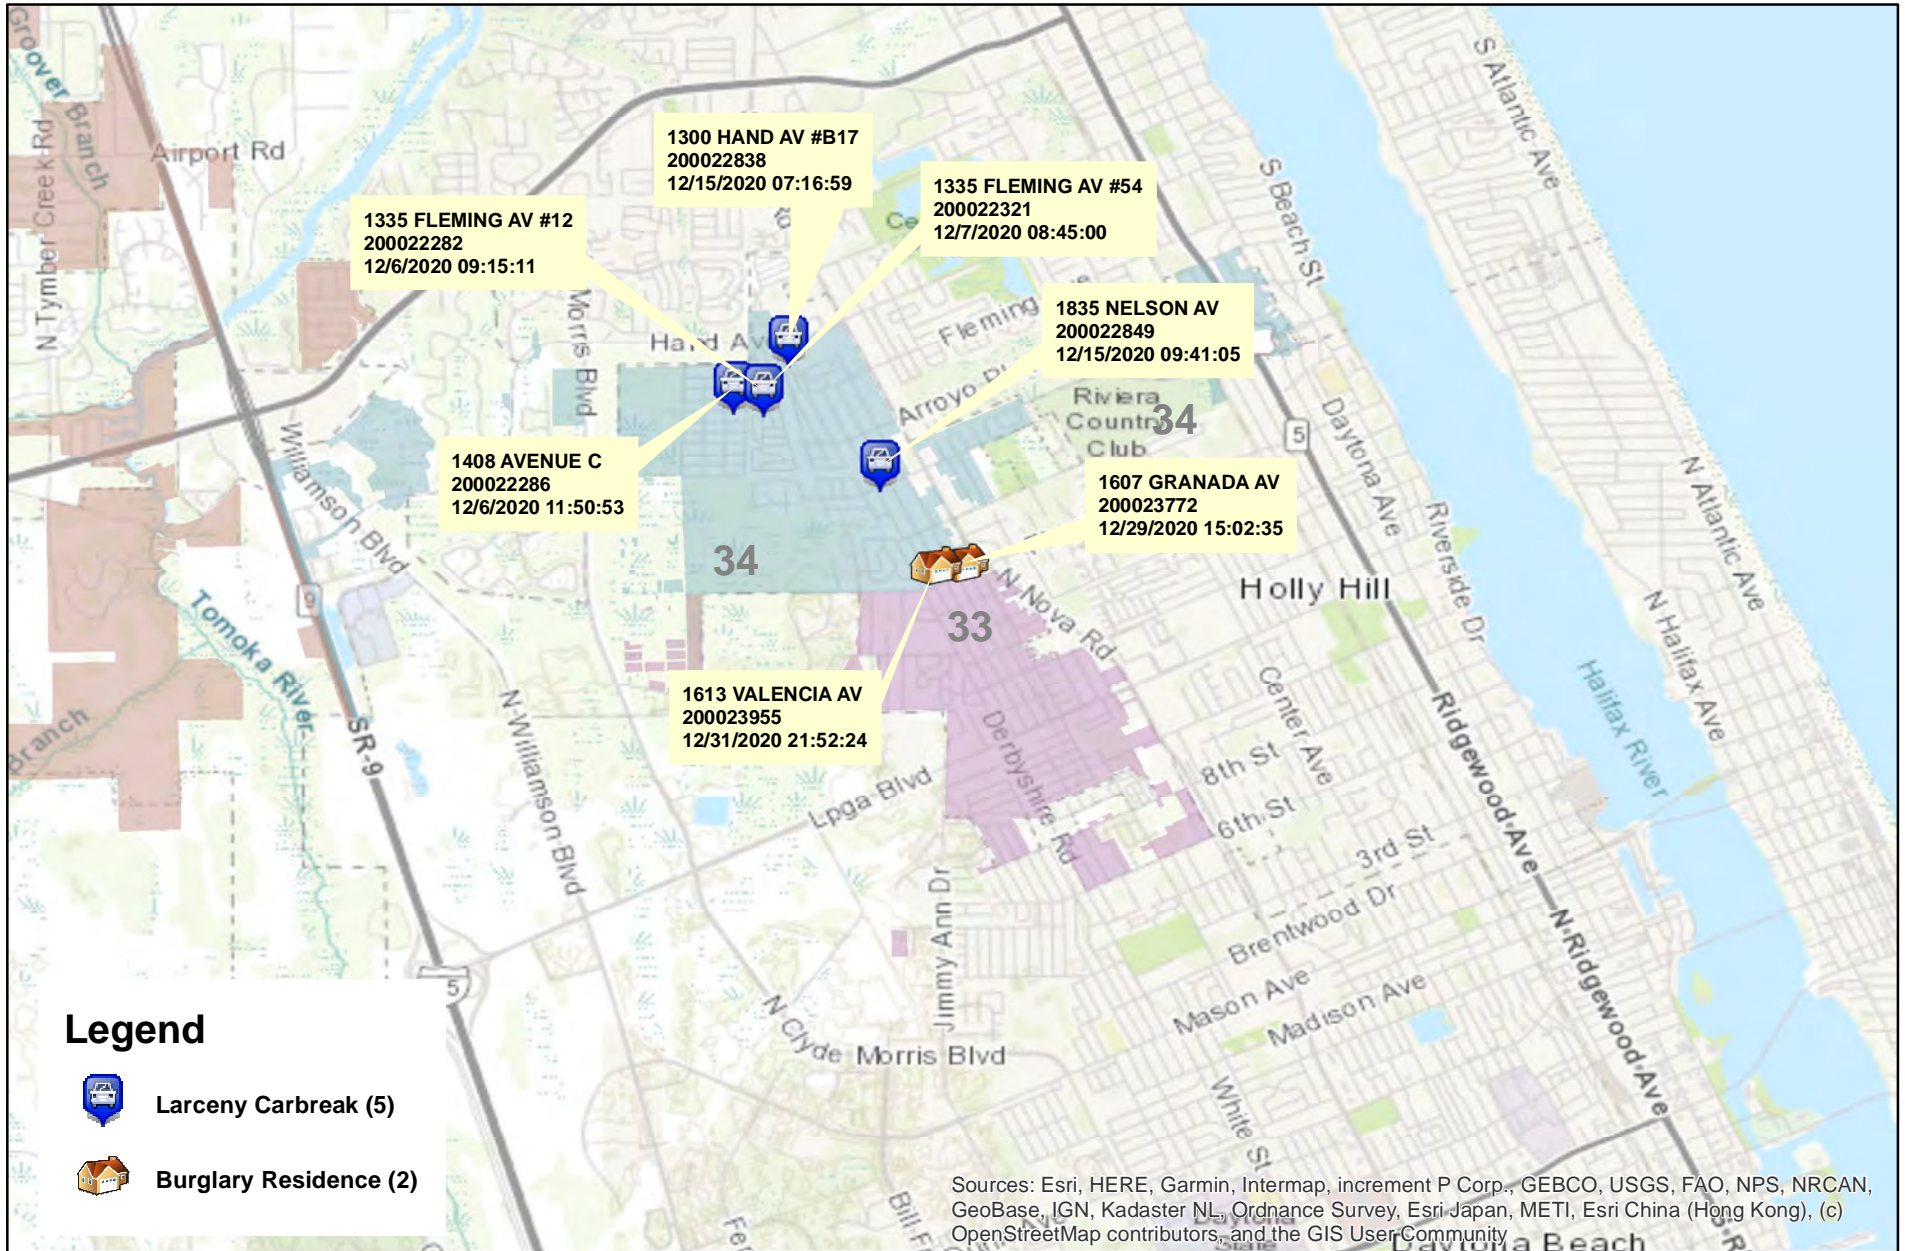 Groover Branch
N Tymber Creek Rd
Airport Rd
1300 HAND AV #B17
200022838
12/15/2020 07:16:59
1335 FLEMING AV #54
200022321
12/7/2020 08:45:00
1335 FLEMING AV #12
200022282
12/6/2020 09:15:11
1835 NELSON AV
200022849
12/15/2020 09:41:05
S Atlantic Ave
S Beach St
Morris Blvd
Hand Av
Fleming
Arroyo
Riviera
Country
Club
34
5
Daytona Ave
1408 AVENUE C
200022286
12/6/2020 11:50:53
1607 GRANADA AV
200023772
12/29/2020 15:02:35
Williamson Blvd
34
33
9
N Nova Rd
Holly Hill
Riverside Dr
N Atlantic Ave
N Halifax Ave
Halifax River
Tomoka River
Branch
SR-9
N Williamson Blvd
1613 VALENCIA AV
200023955
12/31/2020 21:52:24
Derbyshire Rd
Center Ave
Ridgewood Ave
Lpga Blvd
8th St
6th St
3rd St
Brentwood Dr
Jimmy Ann Dr
Mason Ave
Madison Ave
N Ridgewood Ave
5
N Clyde Morris Blvd
White St
Legend
Larceny Carbreak (5)
Burglary Residence (2)
Sources: Esri, HERE, Garmin, Intermap, increment P Corp., GEBCO, USGS, FAO, NPS, NRCAN,
GeoBase, IGN, Kadaster NL, Ordnance Survey, Esri Japan, METI, Esri China (Hong Kong), (c)
OpenStreetMap contributors, and the GIS User Community
Daytona
State
Daytona Beach